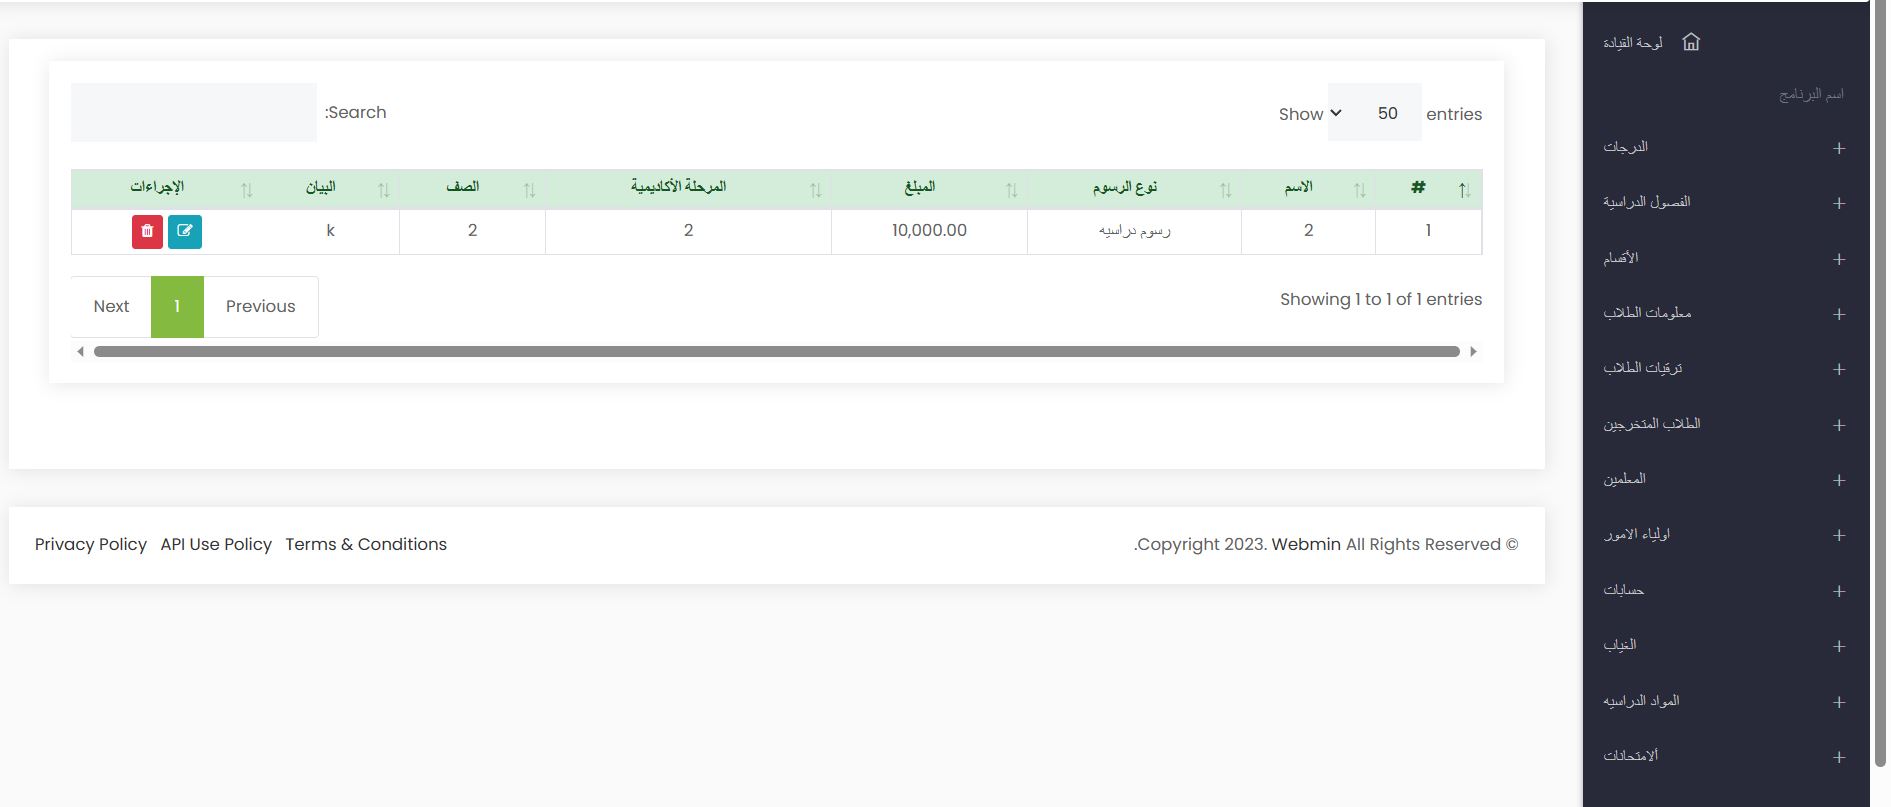 لوحة القيادة
اسم البرنامج
الدرجات
الفصول الدراسية
الأقسام
معلومات الطلاب
ترقيات الطلاب
الطلاب المتخرجين
المعلمين
اولياء الامور
حسابات
الغياب
المواد الدراسيه
ألامتحانات
Show 50 entries
:Search
# الاسم نوع الرسوم المبلغ المرحلة الأكاديمية الصف البيان الإجراءات
1 2 رسوم دراسيه 10,000.00 2 2 k
Showing 1 to 1 of 1 entries
Next 1 Previous
.Copyright 2023. Webmin All Rights Reserved ©
Privacy Policy API Use Policy Terms & Conditions